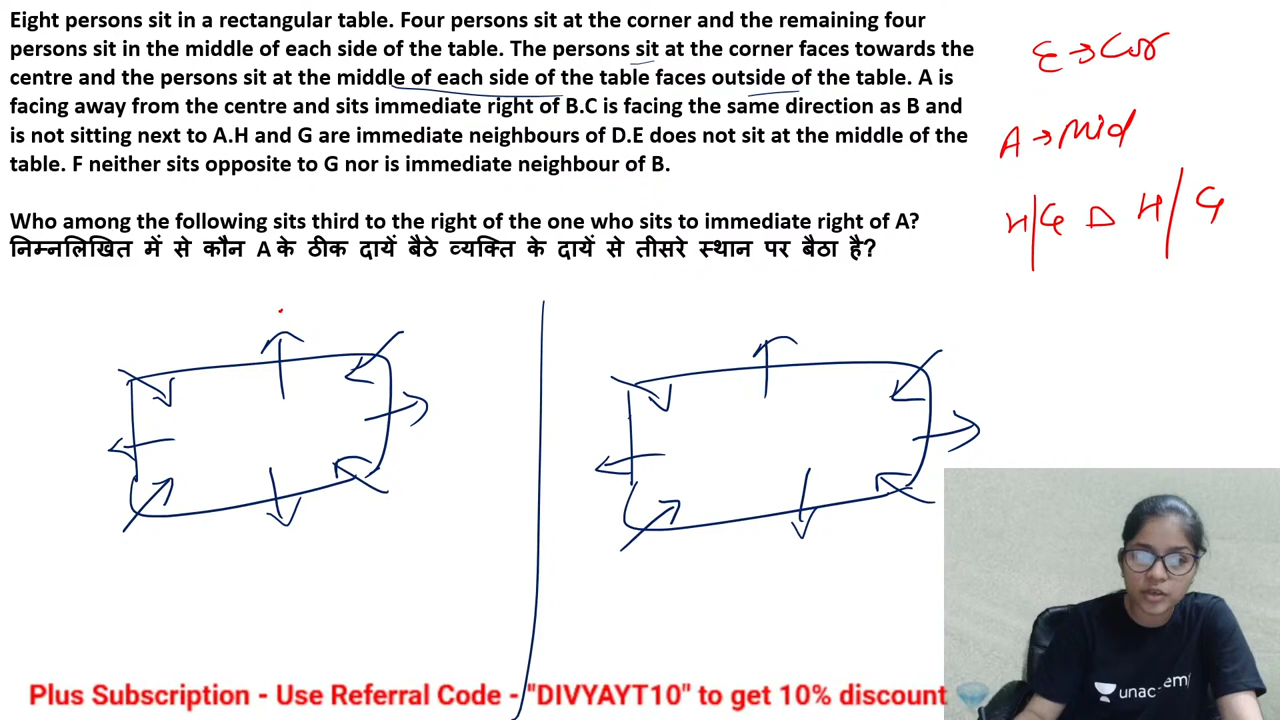 Eight persons sit in a rectangular table. Four persons sit at the corner and the remaining four
persons sit in the middle of each side of the table. The persons sit at the corner faces towards the
centre and the persons sit at the middle of each side of the table faces outside of the table. A is
facing away from the centre and sits immediate right of B.C is facing the same direction as B and
is not sitting next to A.H and G are immediate neighbours of D.E does not sit at the middle of the
table. F neither sits opposite to G nor is immediate neighbour of B.
E → Cor
A → Mid
H/G D H/G
Who among the following sits third to the right of the one who sits to immediate right of A?
निम्नलिखित में से कौन A के ठीक दायें बैठे व्यक्ति के दायें से तीसरे स्थान पर बैठा है?
Plus Subscription - Use Referral Code - "DIVYAYT10" to get 10% discount
unacademy